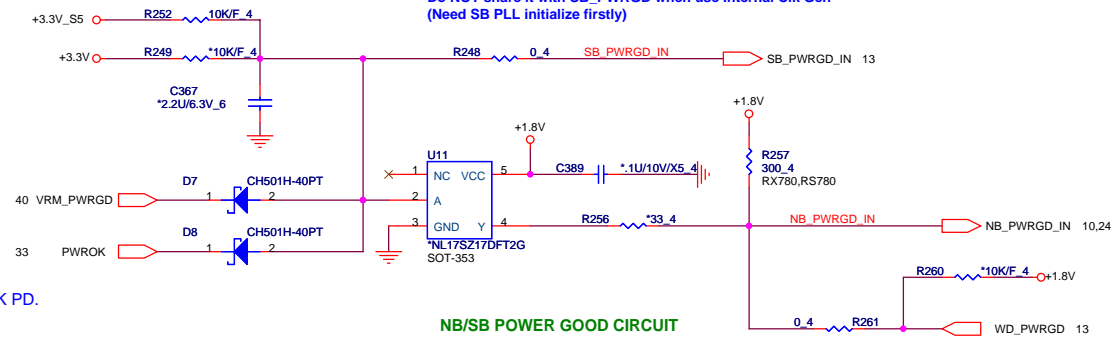 Do NOT share it with SB_PWRGD when use internal Clk Gen
(Need SB PLL initialize firstly)
+3.3V_S5
R252
10K/F_4
+3.3V
R249
*10K/F_4
R248
0_4
SB_PWRGD_IN
SB_PWRGD_IN 13
C367
*2.2U/6.3V_6
+1.8V
+1.8V
U11
1
NC
VCC
5
C389
*.1U/10V/X5_4
R257
300_4
RX780,RS780
D7
CH501H-40PT
40 VRM_PWRGD
1
2
2
A
3
GND
Y
4
R256
*33_4
NB_PWRGD_IN
NB_PWRGD_IN 10,24
D8
CH501H-40PT
33 PWROK
1
2
*NL17SZ17DFT2G
SOT-353
R260
*10K/F_4
+1.8V
K PD.
NB/SB POWER GOOD CIRCUIT
0_4
R261
WD_PWRGD 13